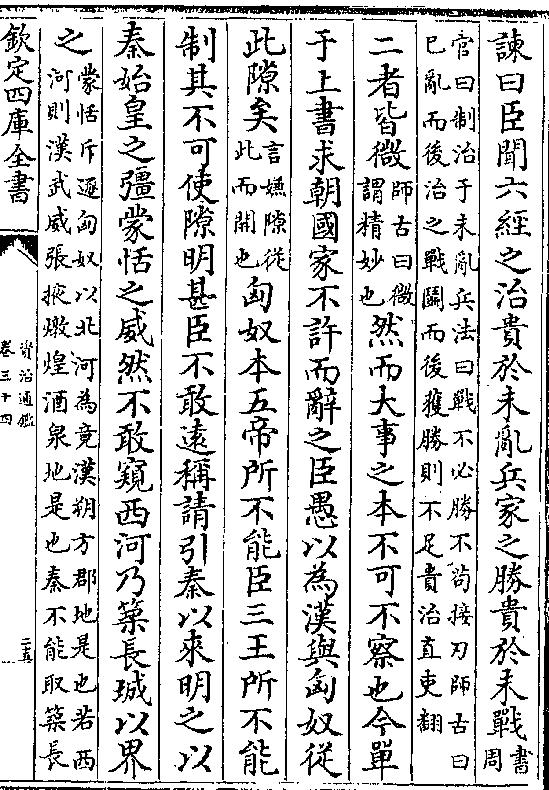 諫曰臣聞六經之治貴於未亂兵家之勝貴於未戰書周
官曰制治于未亂兵法曰戰不必勝不茍接刃師古曰
已亂而後治之戰鬭而後獲勝則不足貴治直吏翻
二者皆微師古曰微謂精妙也然而大事之本不可不察也今單
于上書求朝國家不許而辭之臣愚以為漢與匈奴從
此隙矣言嫌隙從此而開也匈奴本五帝所不能臣三王所不能
制其不可使隙明甚臣不敢遠稱請引秦以來明之以
秦始皇之彊蒙恬之威然不敢窺西河乃築長城以界
之蒙恬斥逐匈奴以北河為竟漢朔方郡地是也若西河則漢武威張掖燉煌酒泉地是也秦不能取築長
欽定四庫全書
資治通鑑
卷三十四
二五